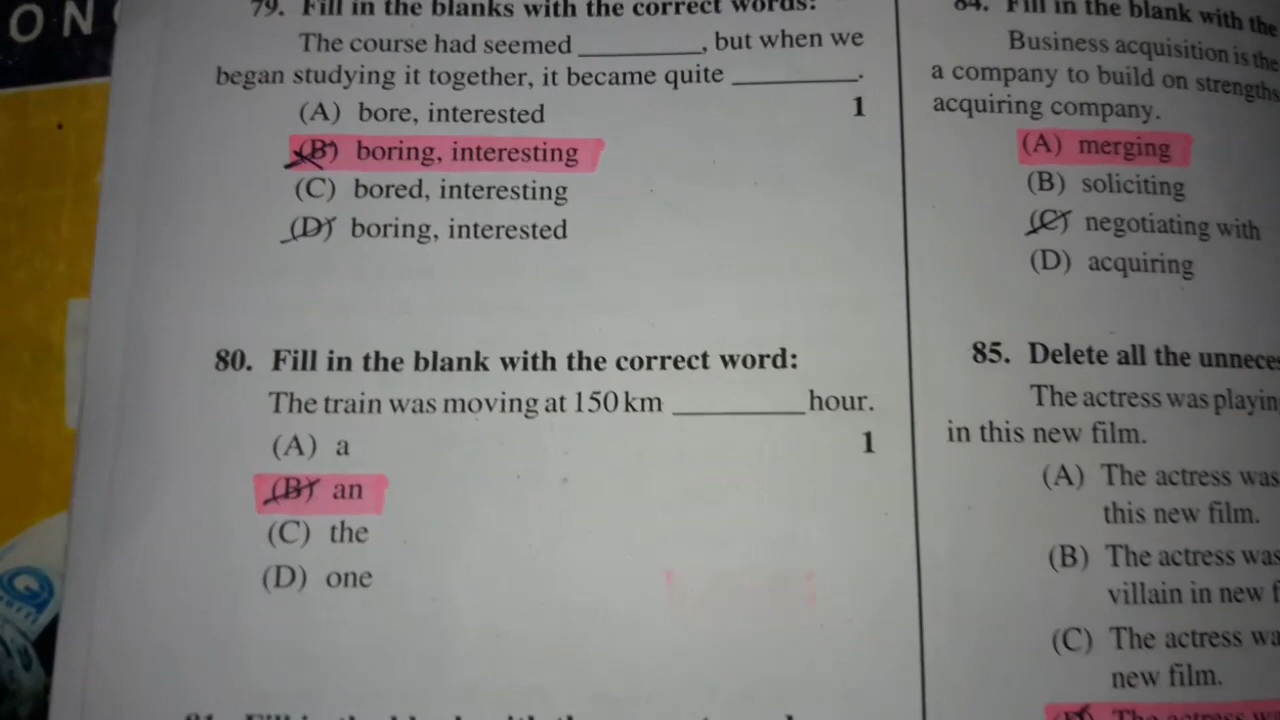 ON
79. Fill in the blanks with the correct words:
The course had seemed ________, but when we
began studying it together, it became quite ________.
(A) bore, interested
1
(B) boring, interesting
(C) bored, interesting
(D) boring, interested
80. Fill in the blank with the correct word:
The train was moving at 150 km ________ hour.
(A) a
1
(B) an
(C) the
(D) one
84. Fill in the blank with the
Business acquisition is the
a company to build on strengths
acquiring company.
(A) merging
(B) soliciting
(C) negotiating with
(D) acquiring
85. Delete all the unneces
The actress was playin
in this new film.
(A) The actress was
this new film.
(B) The actress was
villain in new f
(C) The actress wa
new film.